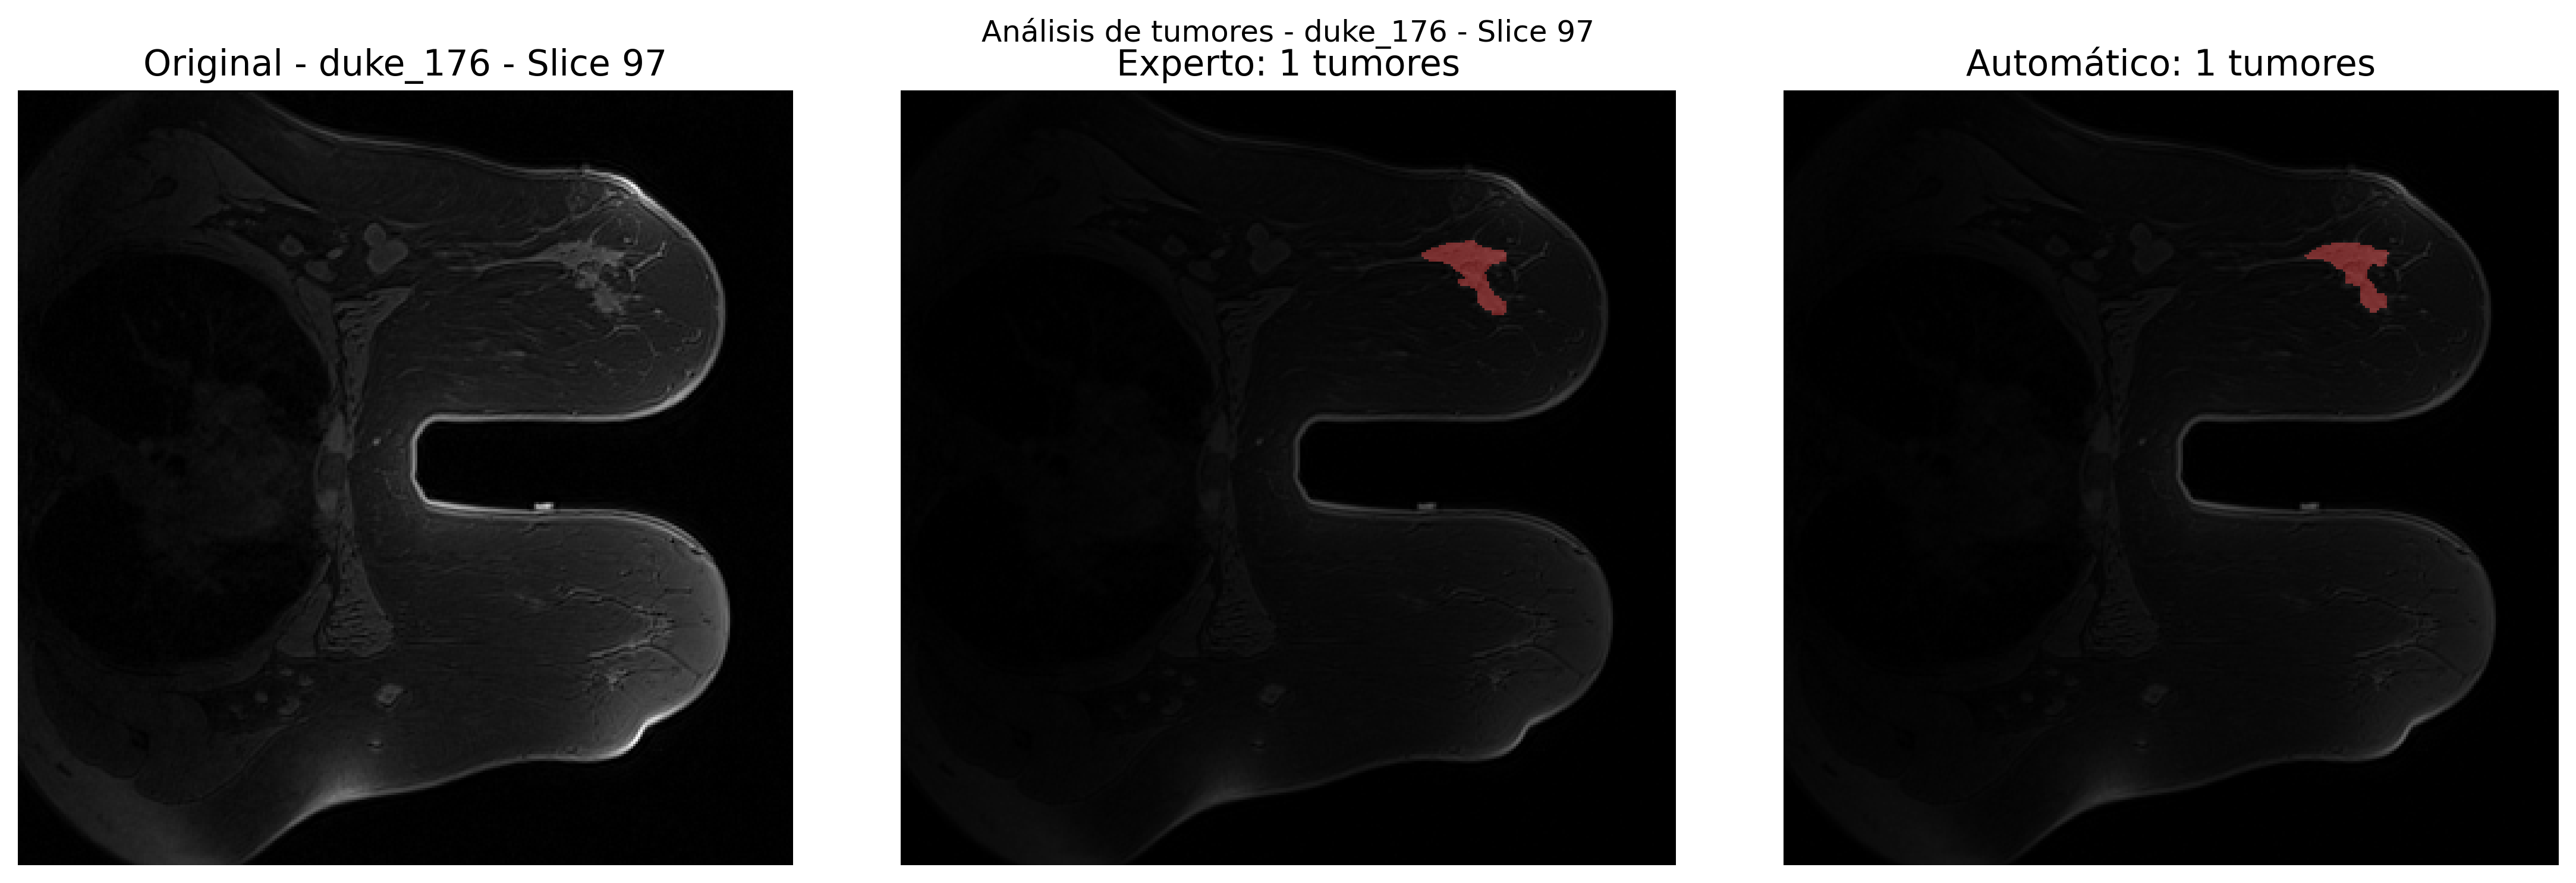 Análisis de tumores - duke_176 - Slice 97
Original - duke_176 - Slice 97
Experto: 1 tumores
Automático: 1 tumores